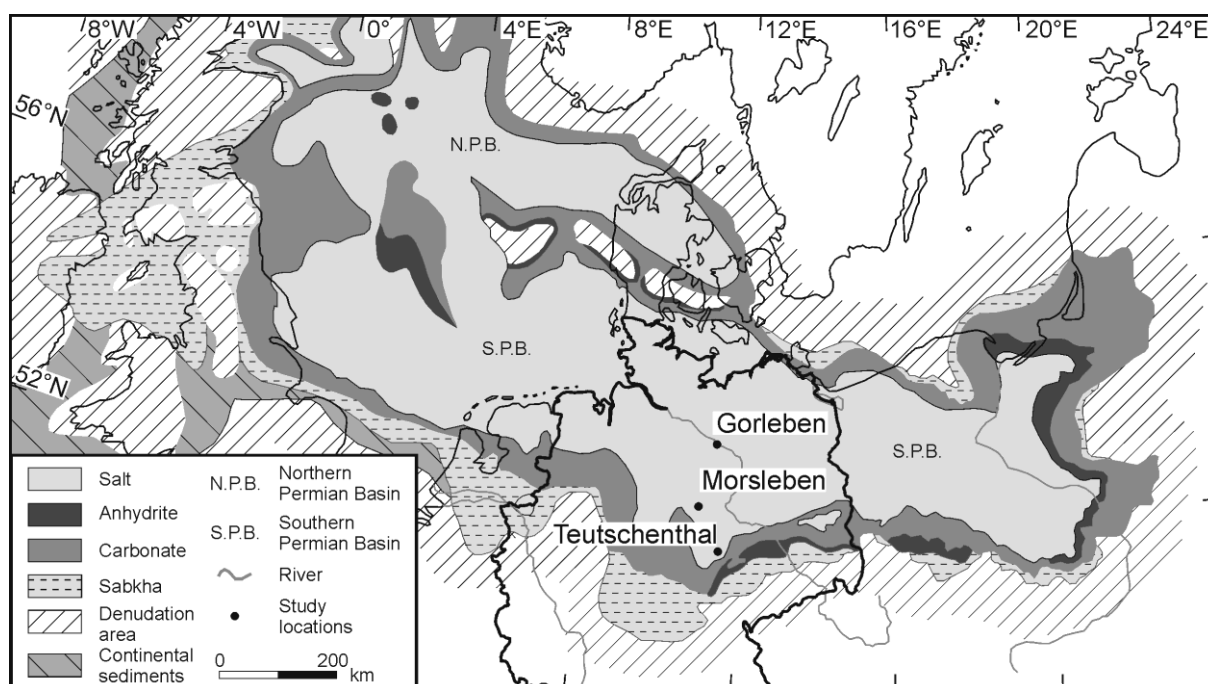 8°W
4°W
0°
4°E
8°E
12°E
16°E
20°E
24°E
56°N
52°N
N.P.B.
S.P.B.
S.P.B.
Gorleben
Morsleben
Teutschenthal
Salt
Anhydrite
Carbonate
Sabkha
Denudation
area
Continental
sediments
N.P.B.
Northern
Permian Basin
S.P.B.
Southern
Permian Basin
River
Study
locations
0
200
km